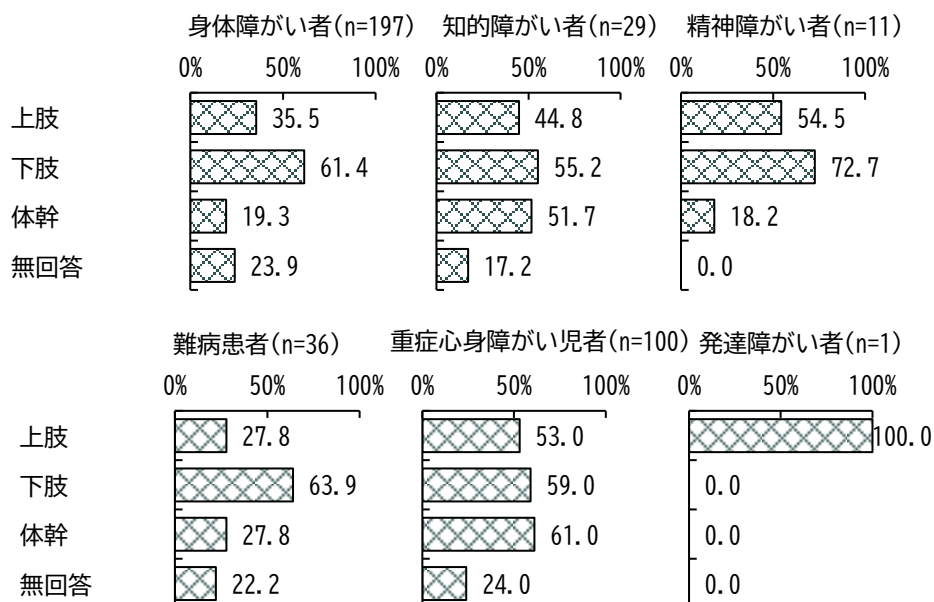 身体障がい者(n=197) 知的障がい者(n=29) 精神障がい者(n=11)
0% 50% 100% 0% 50% 100% 0% 50% 100%
上肢 35.5 44.8 54.5
下肢 61.4 55.2 72.7
体幹 19.3 51.7 18.2
無回答 23.9 17.2 0.0
難病患者(n=36) 重症心身障がい児者(n=100) 発達障がい者(n=1)
0% 50% 100% 0% 50% 100% 0% 50% 100%
上肢 27.8 53.0 100.0
下肢 63.9 59.0 0.0
体幹 27.8 61.0 0.0
無回答 22.2 24.0 0.0